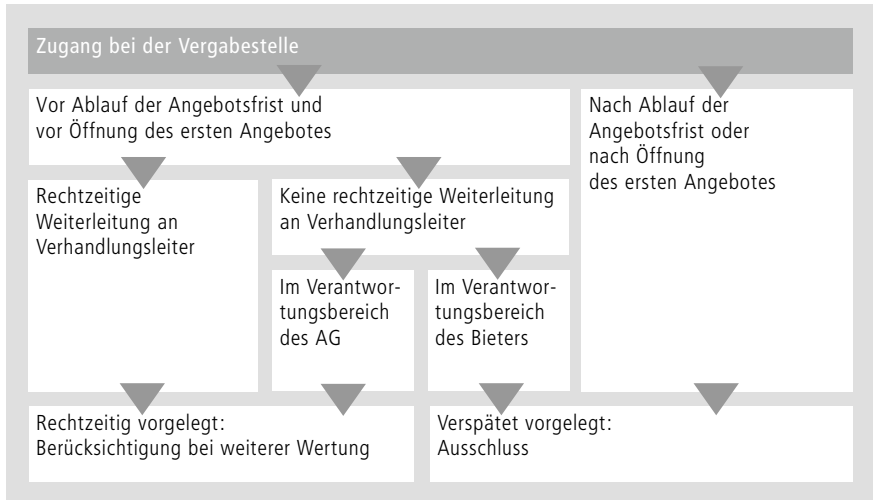 Zugang bei der Vergabestelle
Vor Ablauf der Angebotsfrist und
vor Öffnung des ersten Angebotes
Nach Ablauf der
Angebotsfrist oder
nach Öffnung
des ersten Angebotes
Rechtzeitige
Weiterleitung an
Verhandlungsleiter
Keine rechtzeitige Weiterleitung
an Verhandlungsleiter
Im Verantwor-
tungsbereich
des AG
Im Verantwor-
tungsbereich
des Bieters
Rechtzeitig vorgelegt:
Berücksichtigung bei weiterer Wertung
Verspätet vorgelegt:
Ausschluss